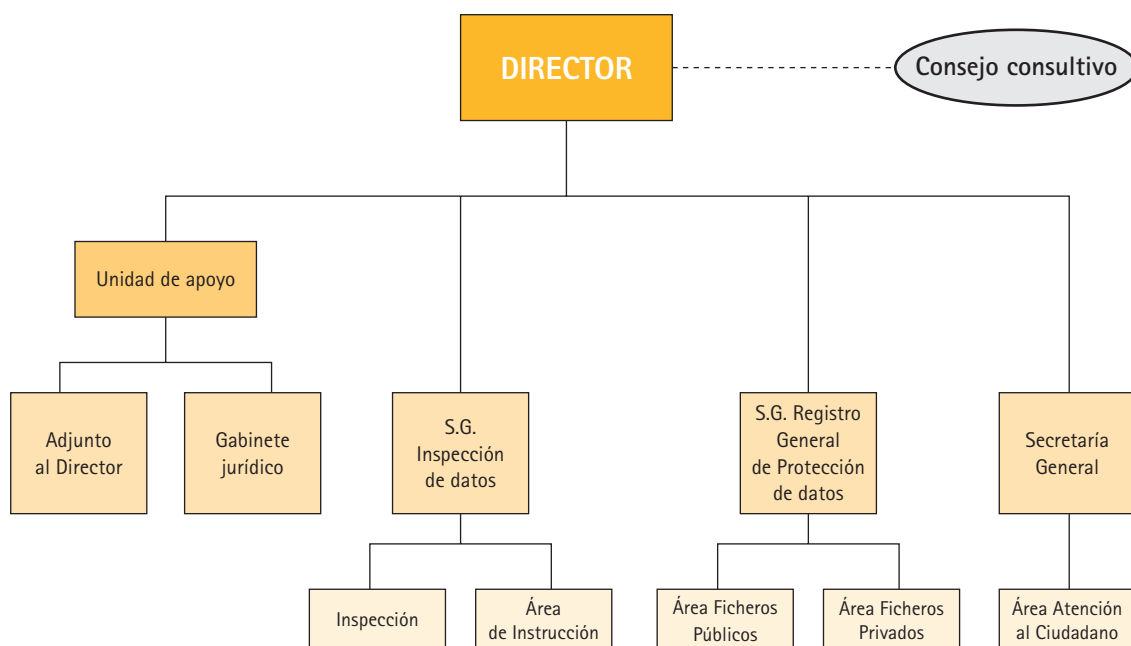 DIRECTOR
Consejo consultivo
Unidad de apoyo
Adjunto
al Director
Gabinete
jurídico
S.G.
Inspección
de datos
S.G. Registro
General
de Protección
de datos
Secretaría
General
Inspección
Área
de Instrucción
Área Ficheros
Públicos
Área Ficheros
Privados
Área Atención
al Ciudadano